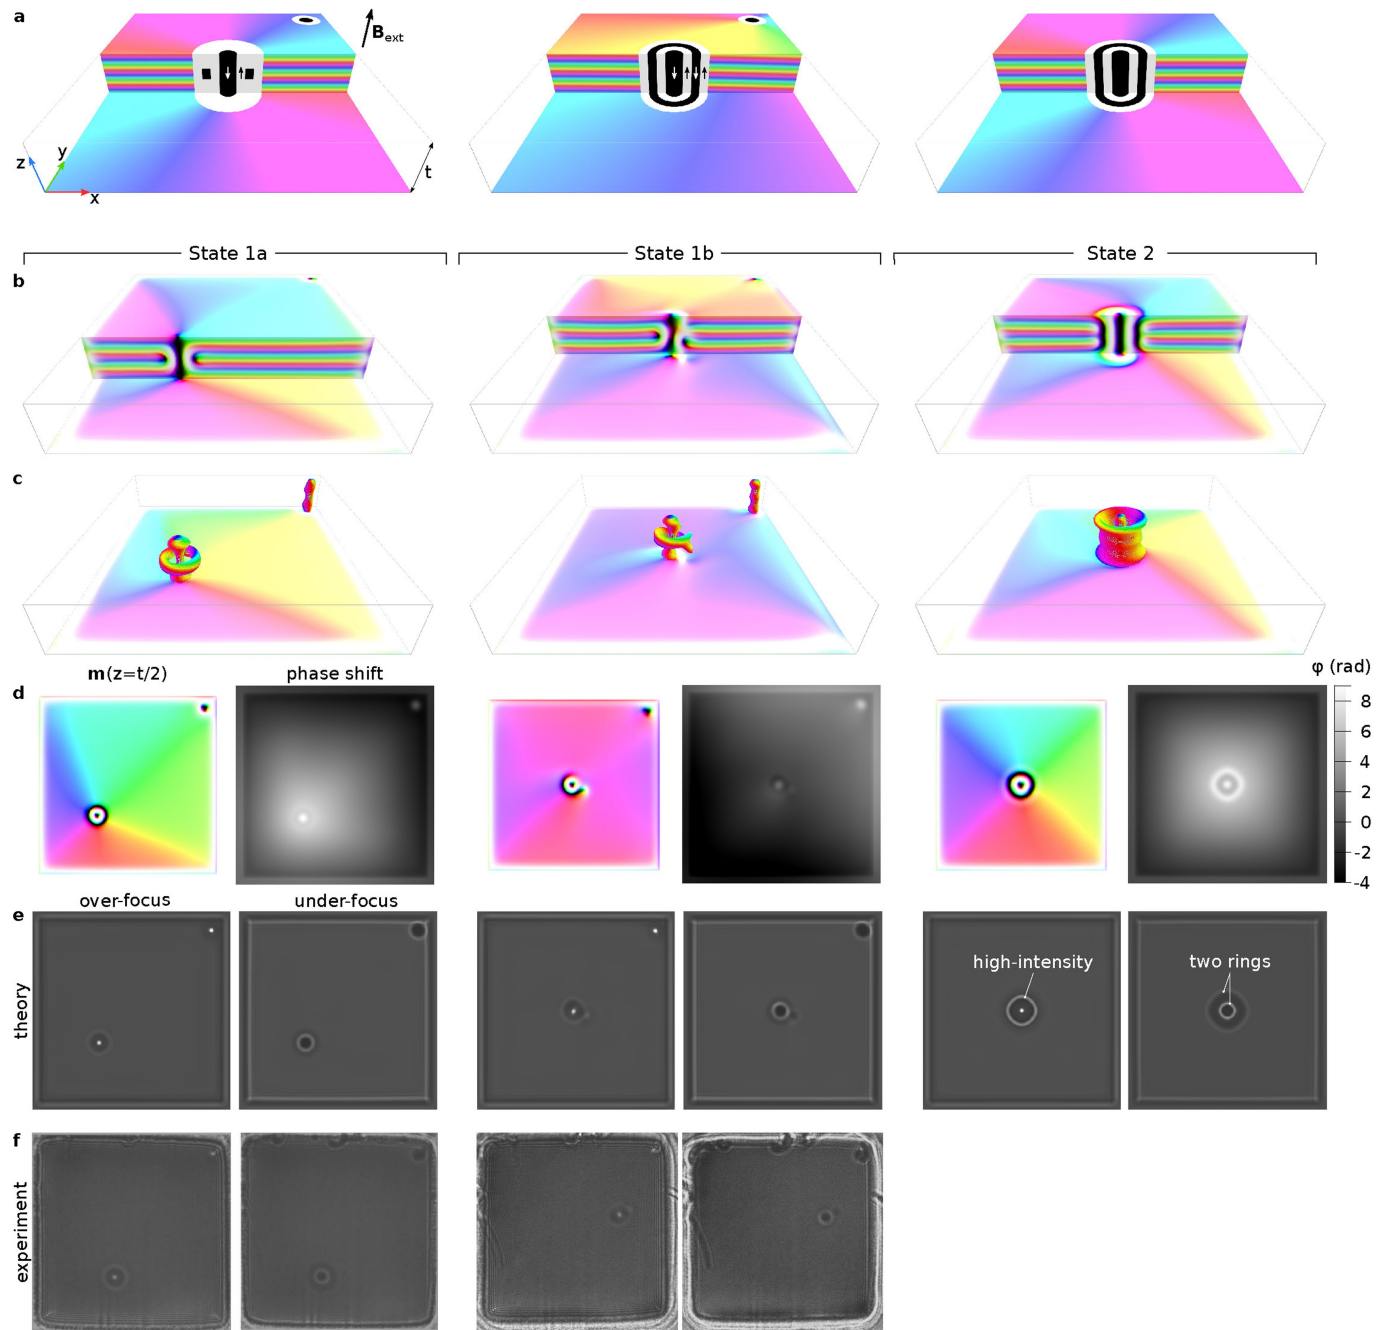 a
B_ext
z
y
x
t
State 1a
State 1b
State 2
b
c
φ (rad)
m(z=t/2)
phase shift
d
8
6
4
2
0
-2
-4
over-focus
under-focus
e
high-intensity
two rings
theory
f
experiment